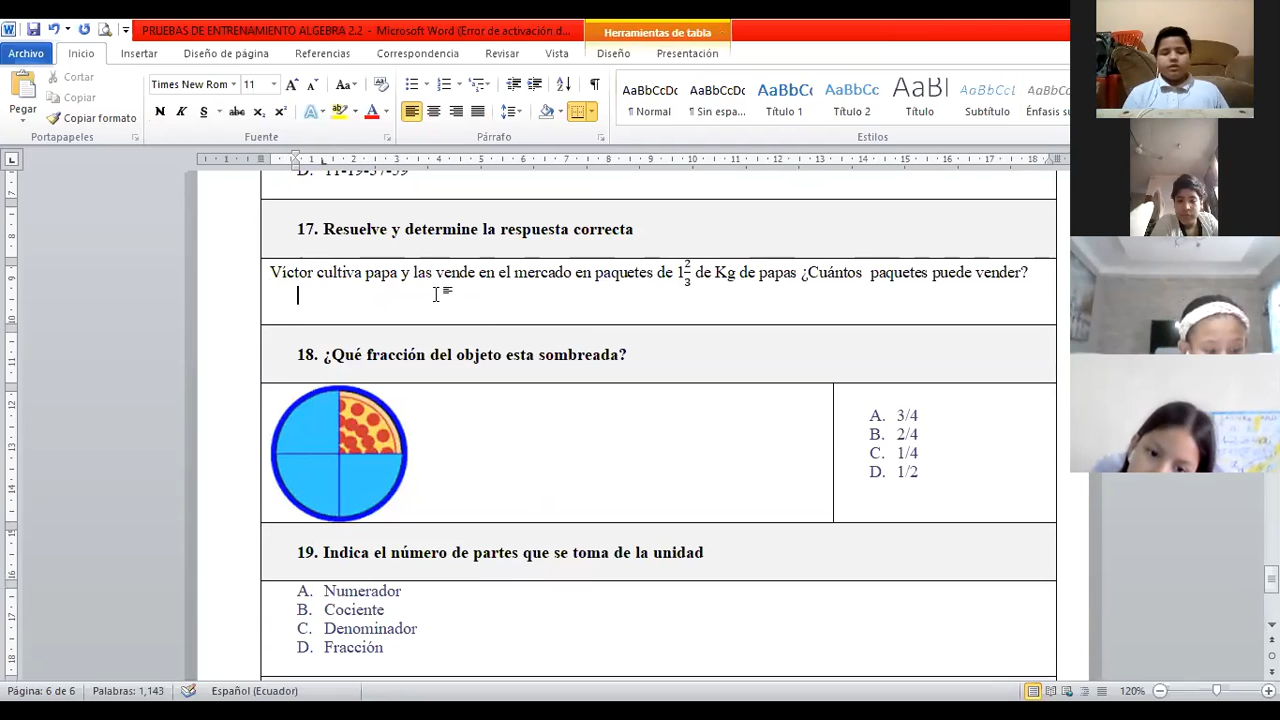 PRUEBAS DE ENTRENAMIENTO ALGEBRA 2.2 - Microsoft Word (Error de activación d...
Herramientas de tabla
Archivo
Inicio
Insertar
Diseño de página
Referencias
Correspondencia
Revisar
Vista
Diseño
Presentación
Pegar
Cortar
Copiar
Copiar formato
Portapapeles
Times New Rom
11
Fuente
Párrafo
AaBbCcDc
¶ Normal
AaBbCcDc
¶ Sin espa...
AaBbCc
Título 1
AaBbCc
Título 2
AaBl
Título
AaBbCcl
Subtítulo
AaBbCcD
Énfasis su
Estilos
D. 11-19-37-59
17. Resuelve y determine la respuesta correcta
Víctor cultiva papa y las vende en el mercado en paquetes de 1 2/3 de Kg de papas ¿Cuántos paquetes puede vender?
18. ¿Qué fracción del objeto esta sombreada?
A. 3/4
B. 2/4
C. 1/4
D. 1/2
19. Indica el número de partes que se toma de la unidad
A. Numerador
B. Cociente
C. Denominador
D. Fracción
Página: 6 de 6
Palabras: 1,143
Español (Ecuador)
120%